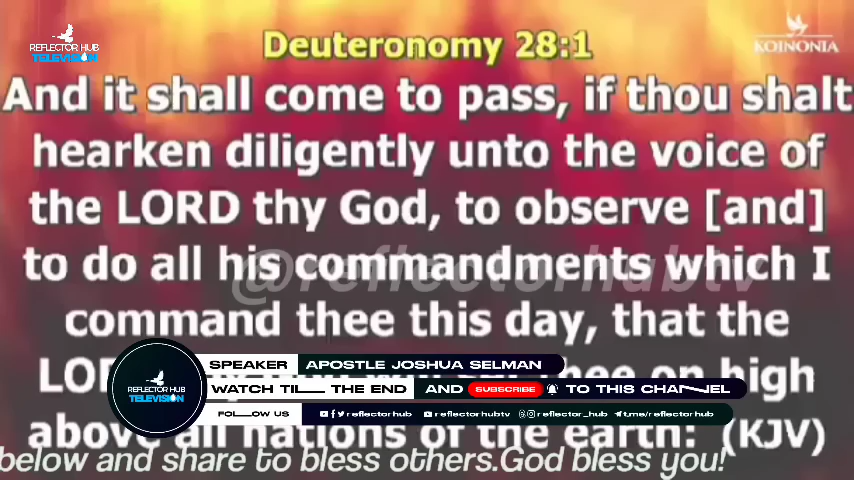 REFLECTOR HUB
TELEVISION
KOINONIA
Deuteronomy 28:1
And it shall come to pass, if thou shalt
hearken diligently unto the voice of
the LORD thy God, to observe [and]
to do all his commandments which I
@reflectorhubtv
command thee this day, that the
LOR on high
SPEAKER APOSTLE JOSHUA SELMAN
REFLECTOR HUB
TELEVISION
WATCH TILL THE END AND SUBSCRIBE TO THIS CHANNEL
FOLLOW US reflectorhub reflectorhubtv @reflector_hub t.me/reflectorhub
above all nations of the earth: (KJV)
below and share to bless others.God bless you!